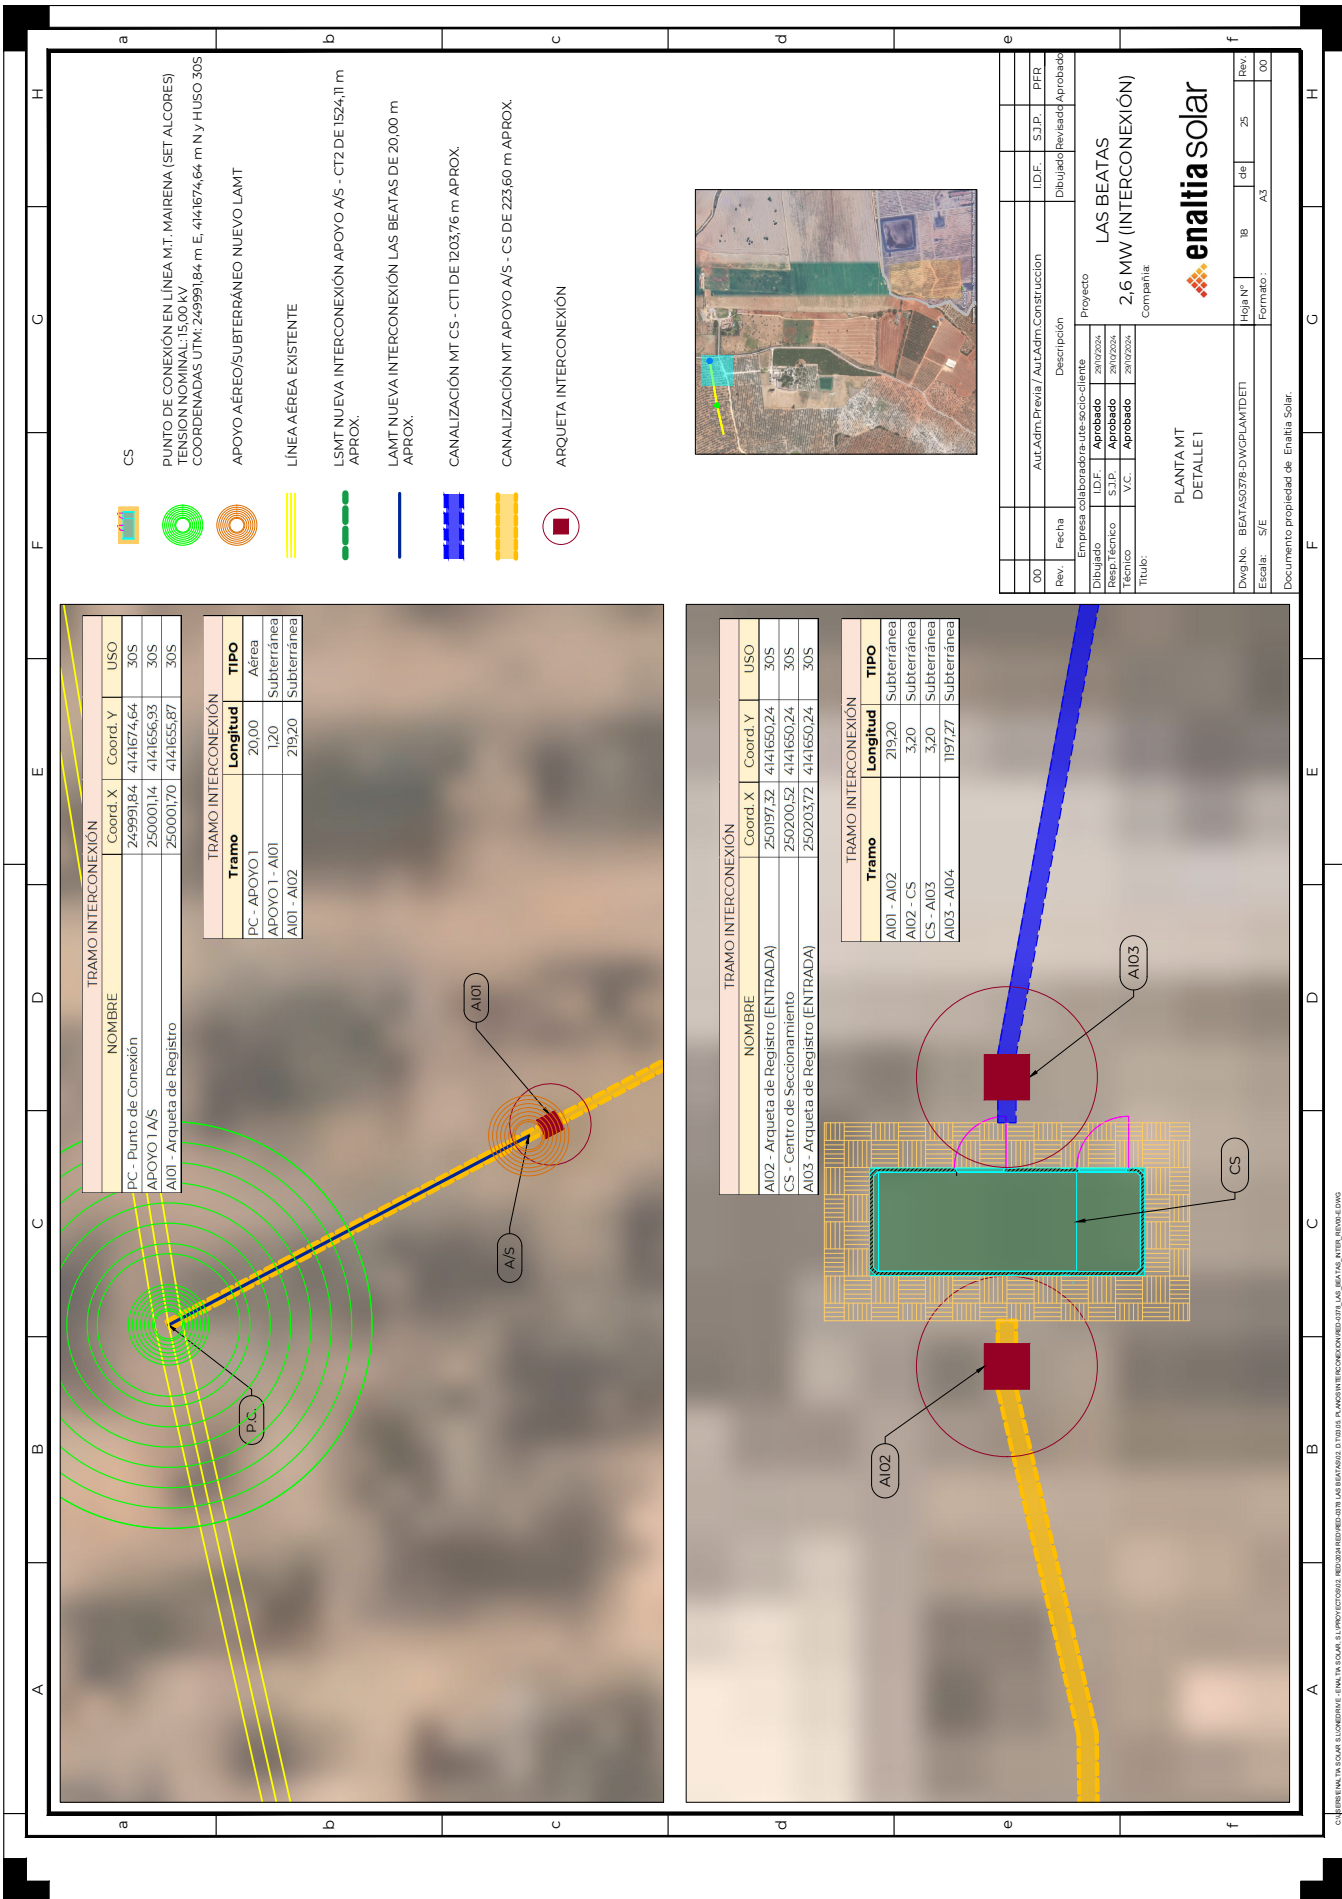 TRAMO INTERCONEXIÓN
NOMBRE Coord. X Coord. Y USO
PC - Punto de Conexión 249991,84 4141674,64 30S
APOYO 1 A/S 250001,14 4141656,93 30S
AI01 - Arqueta de Registro 250001,70 4141655,87 30S
TRAMO INTERCONEXIÓN
Tramo Longitud TIPO
PC - APOYO 1 20,00 Aérea
APOYO 1 - AI01 1,20 Subterránea
AI01 - AI02 219,20 Subterránea
P.C.
A/S
AI01
TRAMO INTERCONEXIÓN
NOMBRE Coord. X Coord. Y USO
AI02 - Arqueta de Registro (ENTRADA) 250197,32 4141650,24 30S
CS - Centro de Seccionamiento 250200,52 4141650,24 30S
AI03 - Arqueta de Registro (ENTRADA) 250203,72 4141650,24 30S
TRAMO INTERCONEXIÓN
Tramo Longitud TIPO
AI01 - AI02 219,20 Subterránea
AI02 - CS 3,20 Subterránea
CS - AI03 3,20 Subterránea
AI03 - AI04 1197,27 Subterránea
AI02
AI03
CS
CS
PUNTO DE CONEXIÓN EN LÍNEA M.T. MAIRENA (SET ALCORES)
TENSION NOMINAL: 15,00 kV
COORDENADAS UTM: 249991,84 m E, 4141674,64 m N y HUSO 30S
APOYO AÉREO/SUBTERRÁNEO NUEVO LAMT
LÍNEA AÉREA EXISTENTE
LSMT NUEVA INTERCONEXIÓN APOYO A/S - CT2 DE 1524,11 m
APROX.
LAMT NUEVA INTERCONEXIÓN LAS BEATAS DE 20,00 m
APROX.
CANALIZACIÓN MT CS - CT1 DE 1203,76 m APROX.
CANALIZACIÓN MT APOYO A/S - CS DE 223,60 m APROX.
ARQUETA INTERCONEXIÓN
00 Aut.Adm.Previa / Aut.Adm.Construccion I.D.F. S.J.P. PFR
Rev. Fecha Descripción Dibujado Revisado Aprobado
Empresa colaboradora-ute-socio-cliente
Dibujado I.D.F. Aprobado 29/10/2024
Resp.Técnico S.J.P. Aprobado 29/10/2024
Técnico V.C. Aprobado 29/10/2024
Proyecto
LAS BEATAS
2,6 MW (INTERCONEXIÓN)
Compañia:
enaltia solar
Titulo:
PLANTA MT
DETALLE 1
Dwg.No. BEATAS0378-DWGPLAMTDET1 Hoja Nº 18 de 25 Rev.
Escala: S/E Formato: A3 00
Documento propiedad de Enaltia Solar.
A B C D E F G H
A B C D E F G H
a b c d e f
a b c d e f